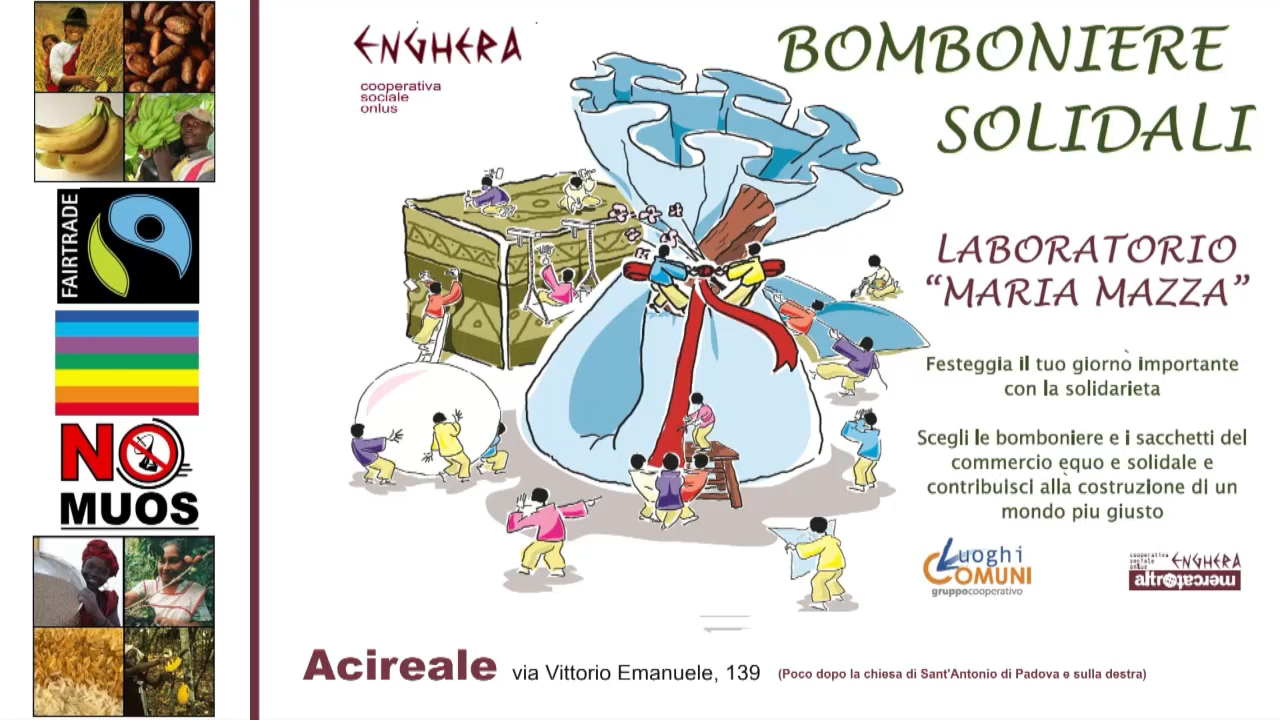 ENGHERA
cooperativa
sociale
onlus
BOMBONIERE
SOLIDALI
LABORATORIO
“MARIA MAZZA”
Festeggia il tuo giorno importante
con la solidarieta
Scegli le bomboniere e i sacchetti del
commercio equo e solidale e
contribuisci alla costruzione di un
mondo piu giusto
Luoghi
COMUNI
gruppocooperativo
cooperativa
sociale
onlus
ENGHERA
altromercato
FAIRTRADE
NO
MUOS
Acireale via Vittorio Emanuele, 139 (Poco dopo la chiesa di Sant'Antonio di Padova e sulla destra)